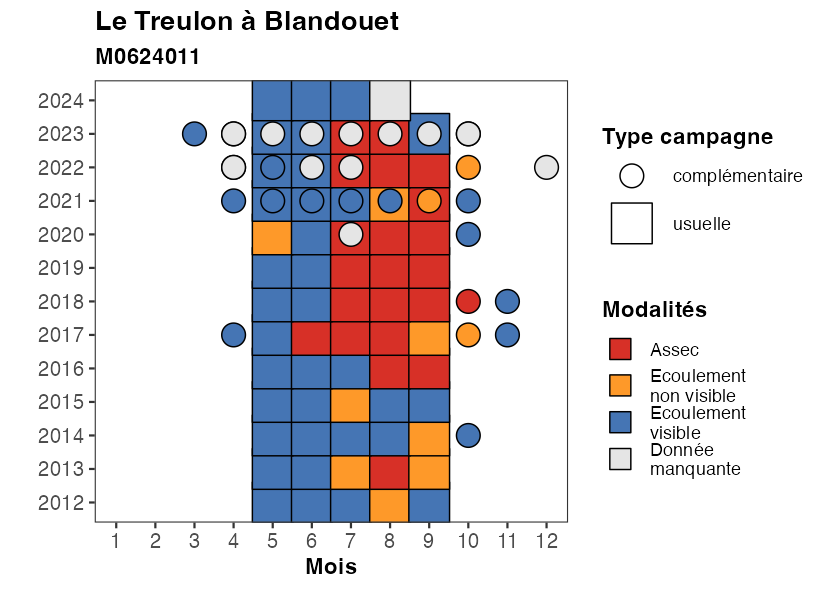 Le Treulon à Blandouet
M0624011
2024
2023
2022
2021
2020
2019
2018
2017
2016
2015
2014
2013
2012
1 2 3 4 5 6 7 8 9 10 11 12
Mois
Type campagne
complémentaire
usuelle
Modalités
Assec
Ecoulement
non visible
Ecoulement
visible
Donnée
manquante